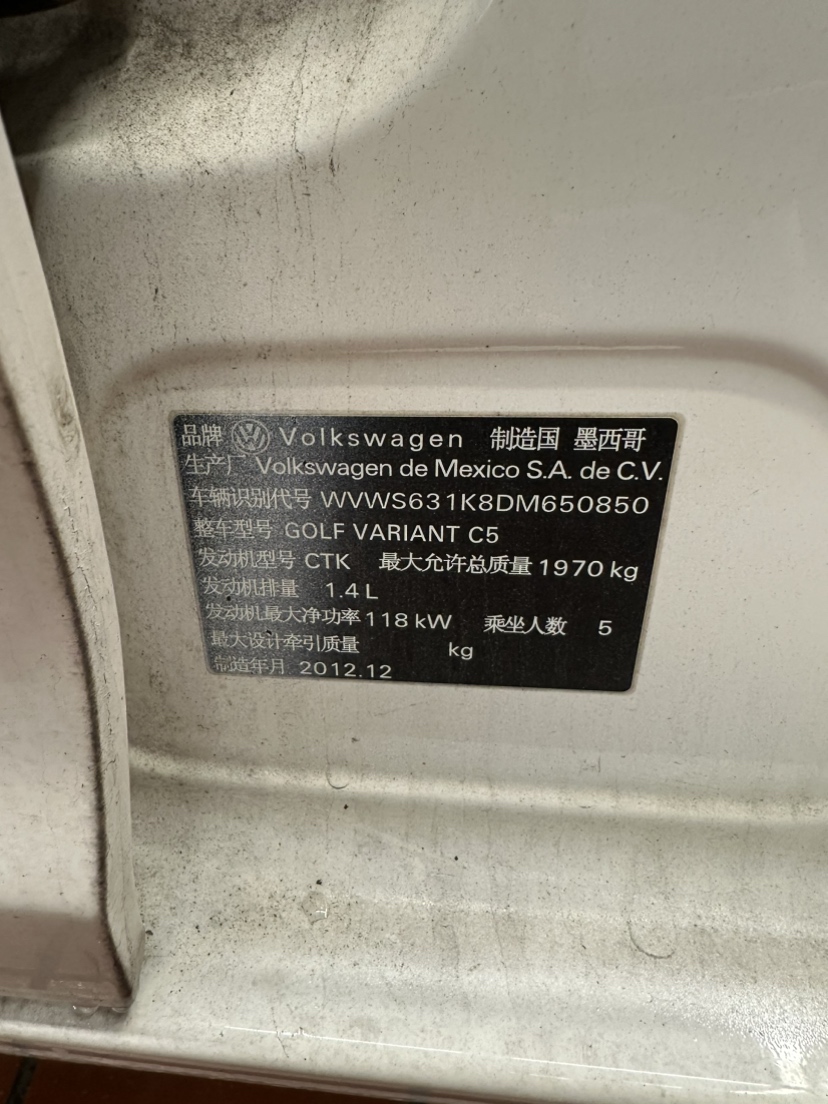 品牌 Volkswagen 制造国 墨西哥
生产厂 Volkswagen de Mexico S.A. de C.V.
车辆识别代号 WVWS631K8DM650850
整车型号 GOLF VARIANT C5
发动机型号 CTK 最大允许总质量 1970 kg
发动机排量 1.4 L
发动机最大净功率 118 kW 乘坐人数 5
最大设计牵引质量 kg
制造年月 2012.12